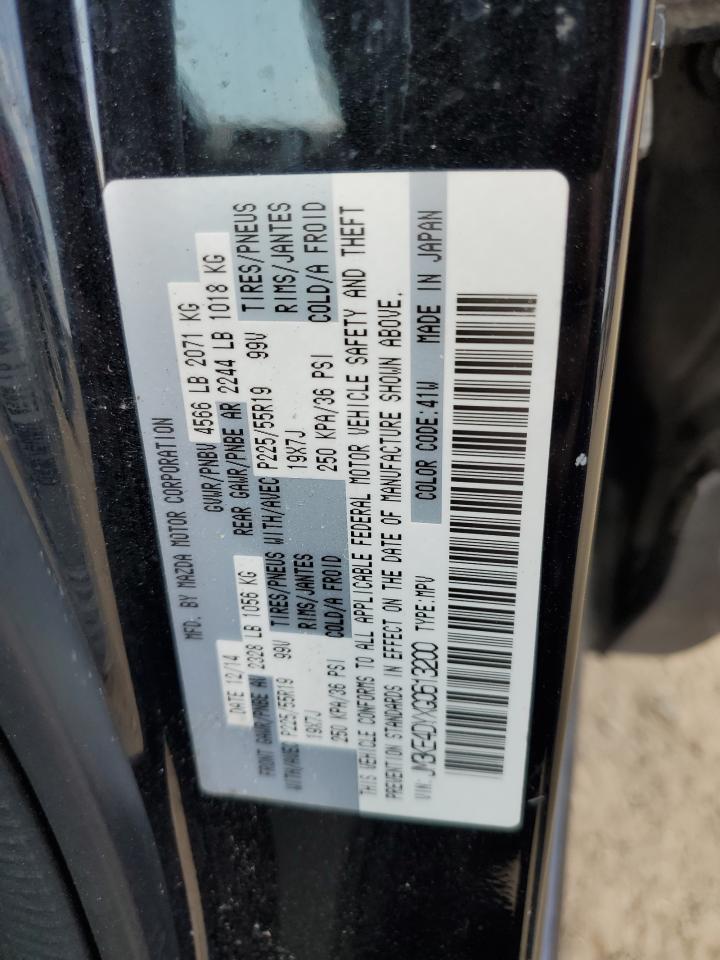 MFD. BY MAZDA MOTOR CORPORATION
DATE 12/14 GVWR/PNBV 4566 LB 2071 KG
FRONT GAWR/PNBE AV 2328 LB 1056 KG REAR GAWR/PNBE AR 2244 LB 1018 KG
WITH/AVEC P225/55R19 99V TIRES/PNEUS WITH/AVEC P225/55R19 99V TIRES/PNEUS
19X7J RIMS/JANTES 19X7J RIMS/JANTES
250 KPA/36 PSI COLD/A FROID 250 KPA/36 PSI COLD/A FROID
THIS VEHICLE CONFORMS TO ALL APPLICABLE FEDERAL MOTOR VEHICLE SAFETY AND THEFT
PREVENTION STANDARDS IN EFFECT ON THE DATE OF MANUFACTURE SHOWN ABOVE.
VIN: JM3KE4DYXG0613200 TYPE:MPV COLOR CODE:41W MADE IN JAPAN